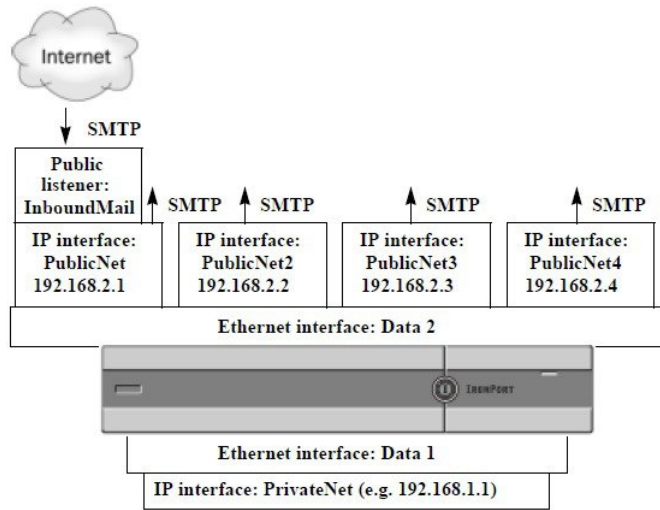 Internet
SMTP
Public
listener:
InboundMail
SMTP
SMTP
SMTP
SMTP
IP interface:
PublicNet
192.168.2.1
IP interface:
PublicNet2
192.168.2.2
IP interface:
PublicNet3
192.168.2.3
IP interface:
PublicNet4
192.168.2.4
Ethernet interface: Data 2
IRONPORT
Ethernet interface: Data 1
IP interface: PrivateNet (e.g. 192.168.1.1)